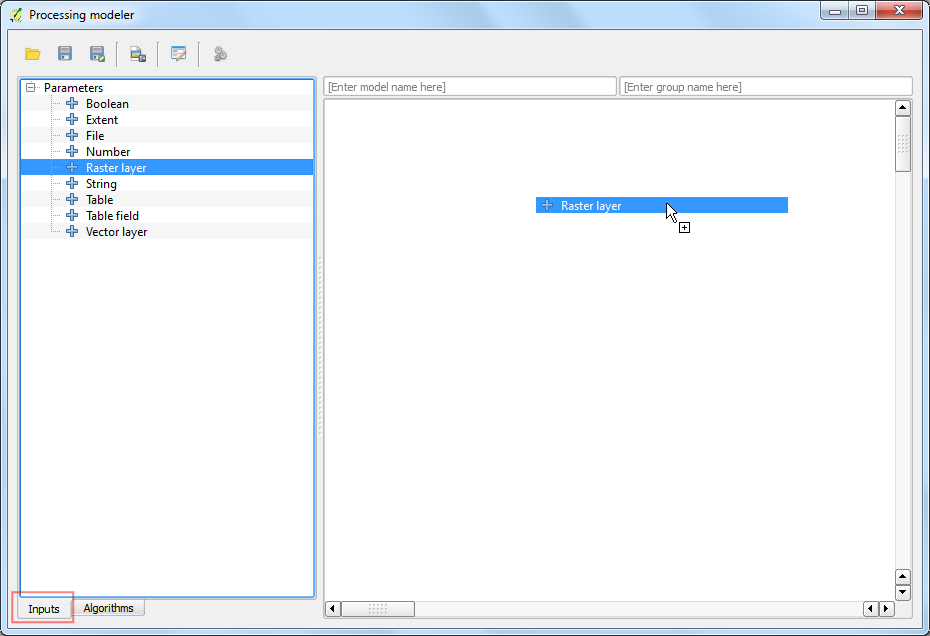 Processing modeler
Parameters
Boolean
Extent
File
Number
Raster layer
String
Table
Table field
Vector layer
Inputs
Algorithms
[Enter model name here]
[Enter group name here]
Raster layer